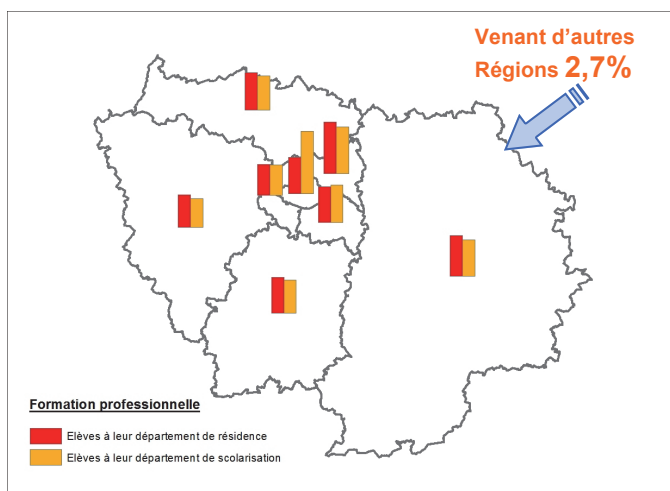 Venant d’autres
Régions 2,7%
Formation professionnelle
Elèves à leur département de résidence
Elèves à leur département de scolarisation